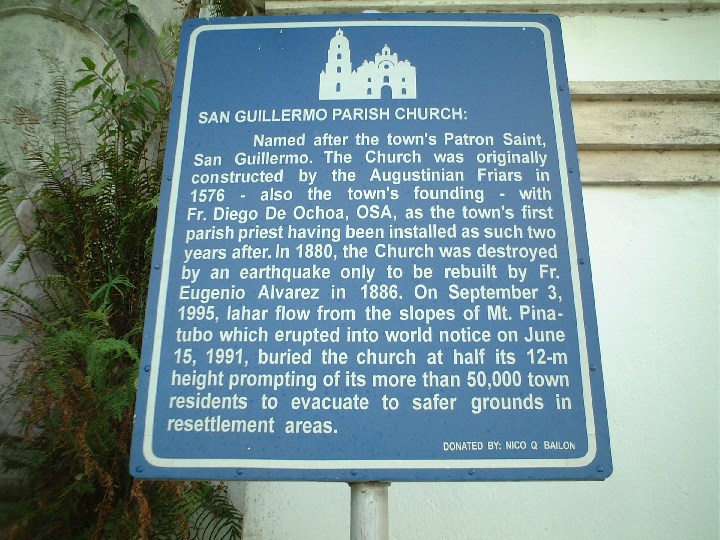 SAN GUILLERMO PARISH CHURCH:
Named after the town's Patron Saint,
San Guillermo. The Church was originally
constructed by the Augustinian Friars in
1576 - also the town's founding - with
Fr. Diego De Ochoa, OSA, as the town's first
parish priest having been installed as such two
years after. In 1880, the Church was destroyed
by an earthquake only to be rebuilt by Fr.
Eugenio Alvarez in 1886. On September 3,
1995, lahar flow from the slopes of Mt. Pina-
tubo which erupted into world notice on June
15, 1991, buried the church at half its 12-m
height prompting of its more than 50,000 town
residents to evacuate to safer grounds in
resettlement areas.
DONATED BY: NICO Q BAILON